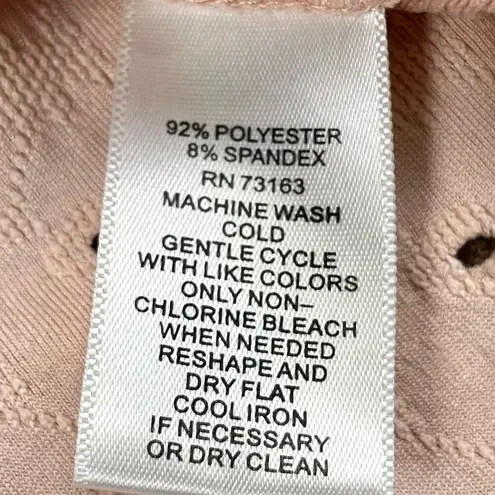 92% POLYESTER
8% SPANDEX
RN 73163
MACHINE WASH
COLD
GENTLE CYCLE
WITH LIKE COLORS
ONLY NON–
CHLORINE BLEACH
WHEN NEEDED
RESHAPE AND
DRY FLAT
COOL IRON
IF NECESSARY
OR DRY CLEAN